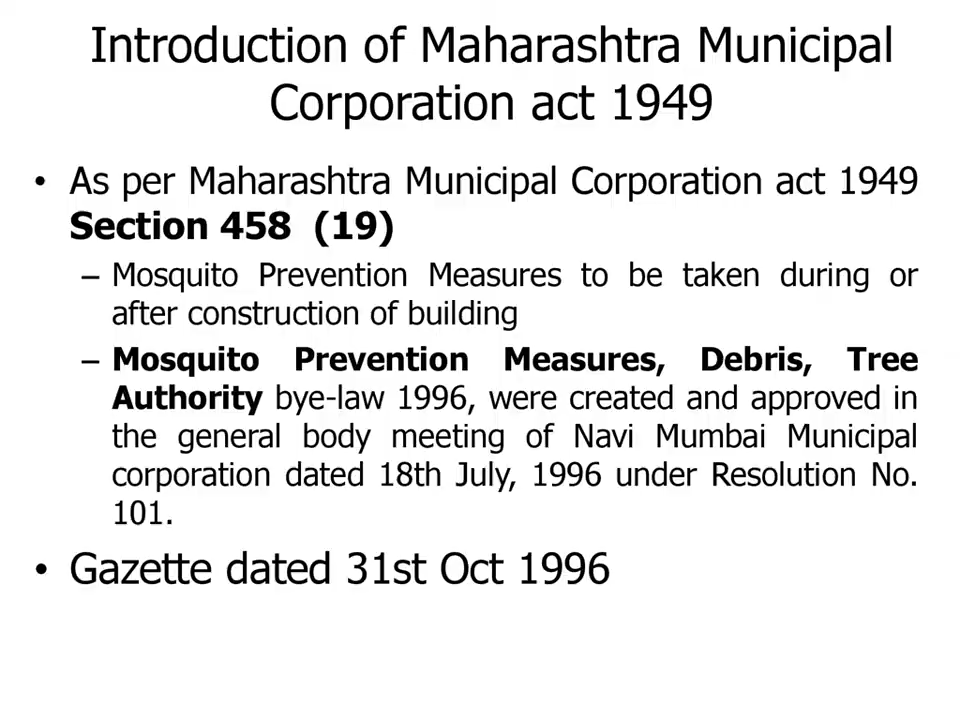 Introduction of Maharashtra Municipal
Corporation act 1949
• As per Maharashtra Municipal Corporation act 1949
Section 458 (19)
– Mosquito Prevention Measures to be taken during or
after construction of building
– Mosquito Prevention Measures, Debris, Tree
Authority bye-law 1996, were created and approved in
the general body meeting of Navi Mumbai Municipal
corporation dated 18th July, 1996 under Resolution No.
101.
• Gazette dated 31st Oct 1996